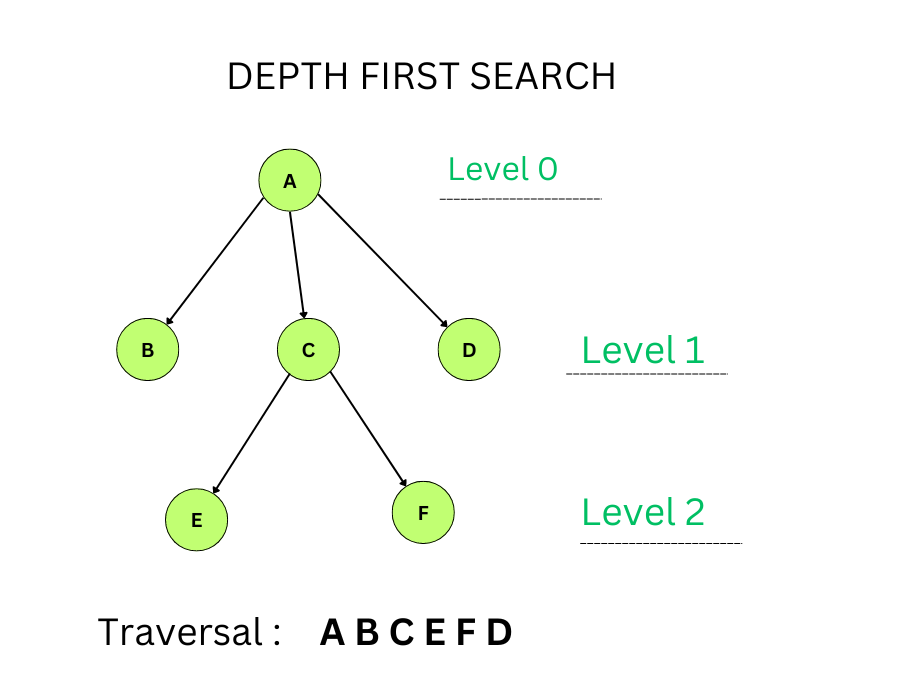 DEPTH FIRST SEARCH
A
Level 0
B
C
D
Level 1
E
F
Level 2
Traversal : A B C E F D